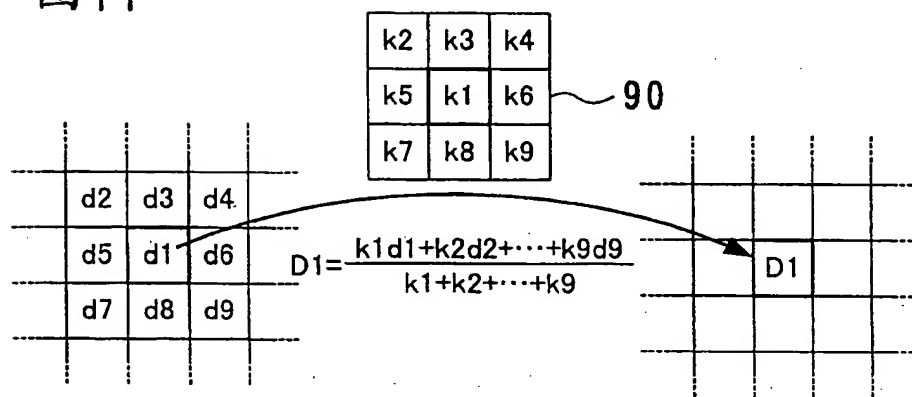 k2 k3 k4
k5 k1 k6
k7 k8 k9
90
d2 d3 d4
d5 d1 d6
d7 d8 d9
D1=k1d1+k2d2+···+k9d9/k1+k2+···+k9
D1